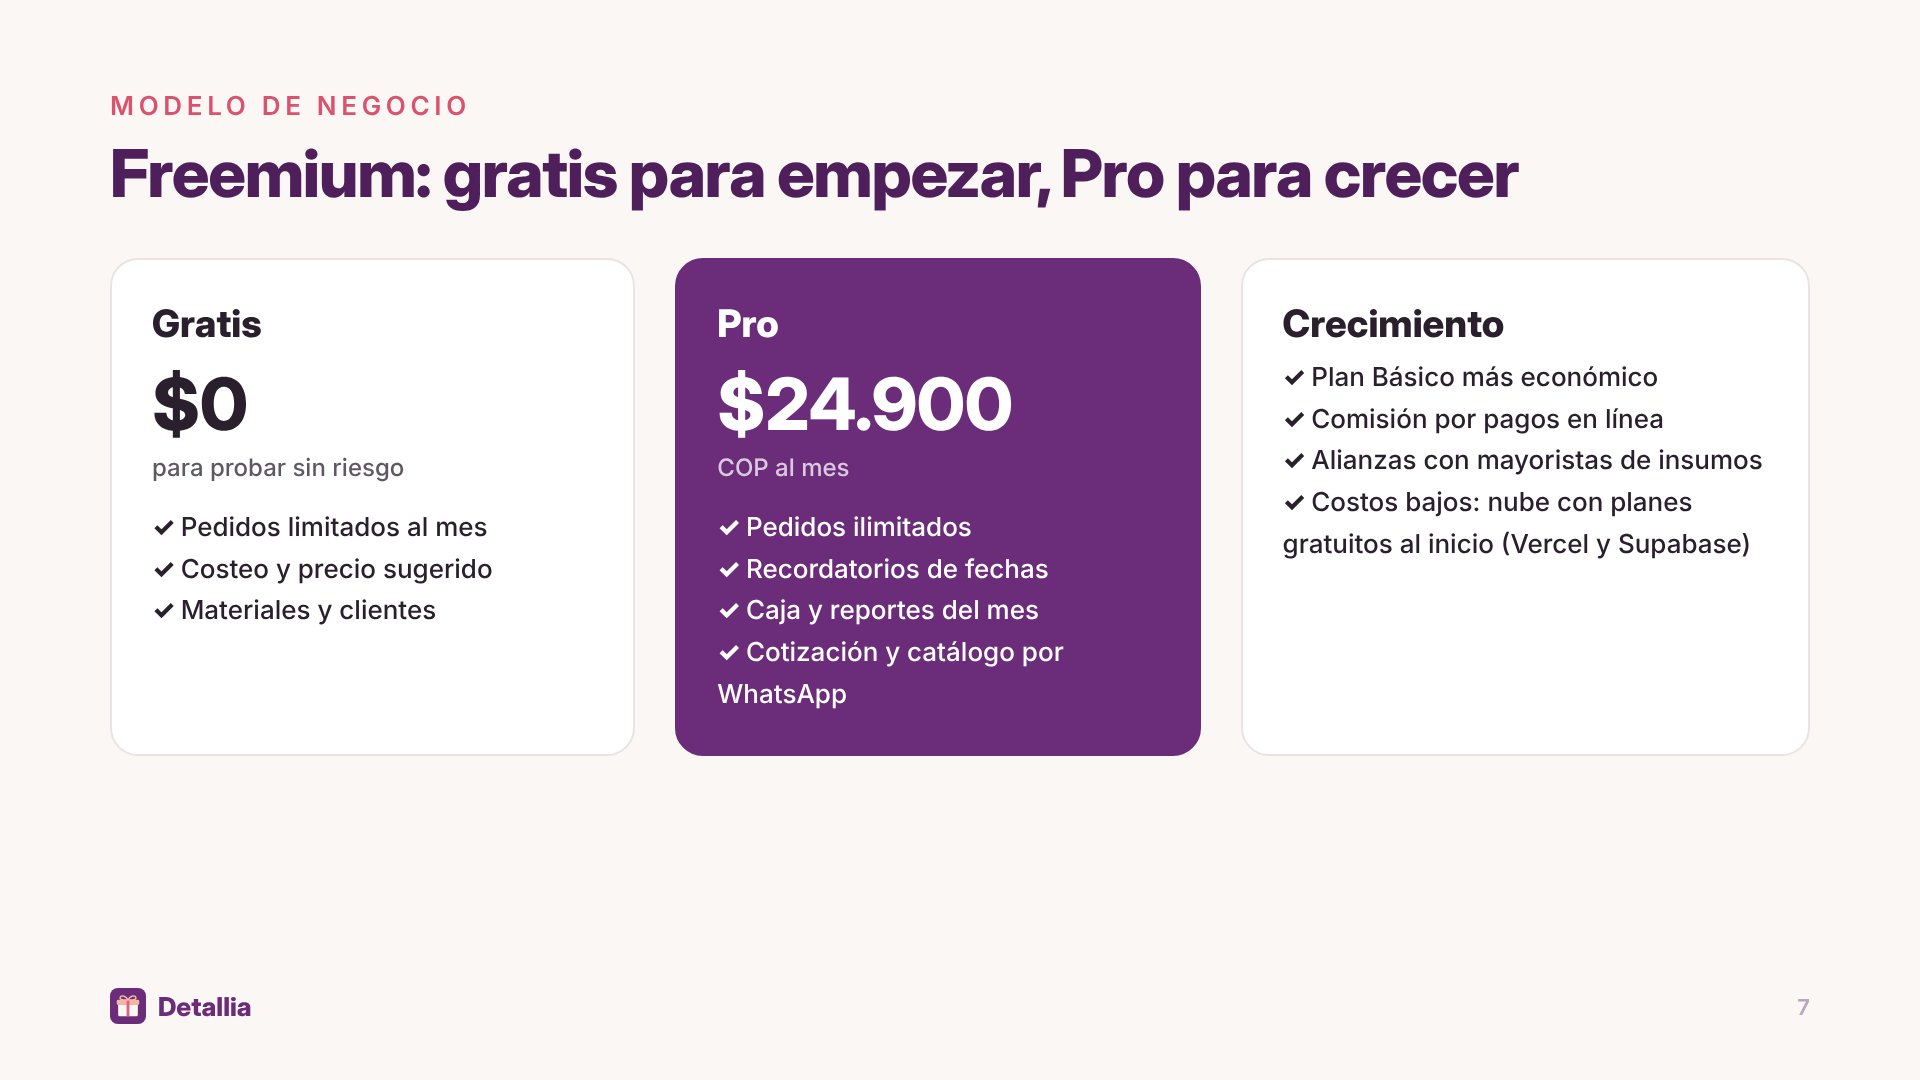 MODELO DE NEGOCIO
Freemium: gratis para empezar, Pro para crecer
Gratis
$0
para probar sin riesgo
✓ Pedidos limitados al mes
✓ Costeo y precio sugerido
✓ Materiales y clientes
Pro
$24.900
COP al mes
✓ Pedidos ilimitados
✓ Recordatorios de fechas
✓ Caja y reportes del mes
✓ Cotización y catálogo por
WhatsApp
Crecimiento
✓ Plan Básico más económico
✓ Comisión por pagos en línea
✓ Alianzas con mayoristas de insumos
✓ Costos bajos: nube con planes
gratuitos al inicio (Vercel y Supabase)
Detallia
7